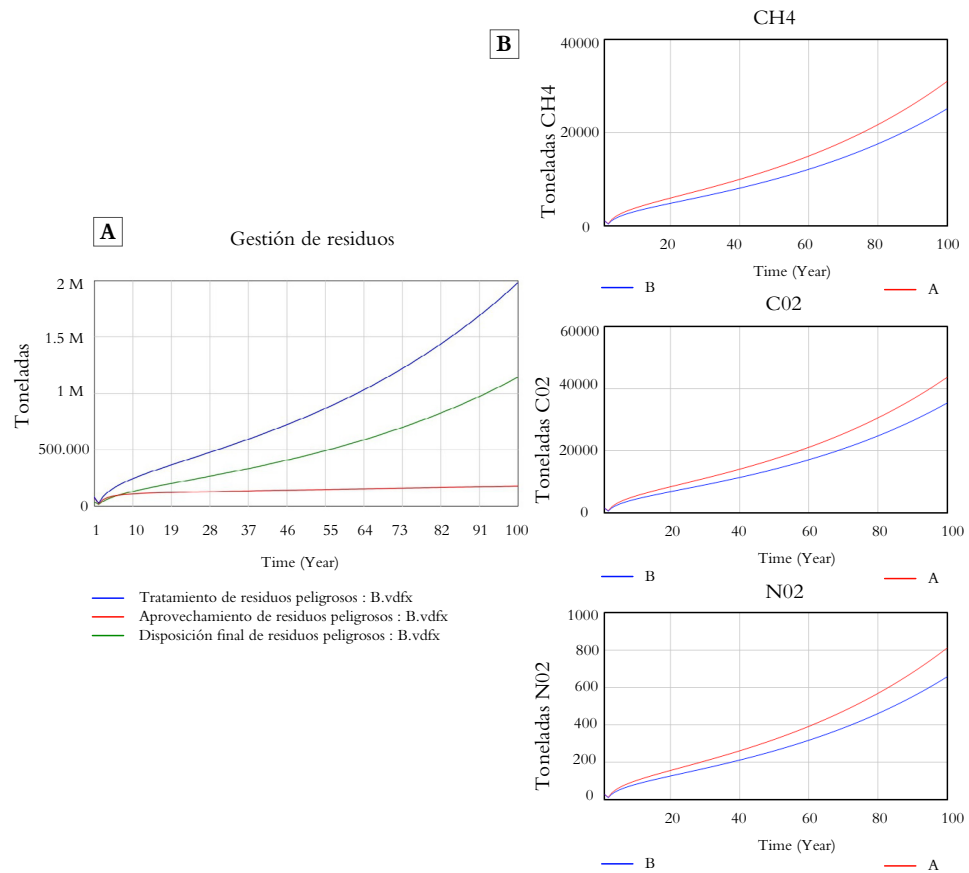 A
Gestión de residuos
Toneladas
2 M
1.5 M
1 M
500.000
0
1 10 19 28 37 46 55 64 73 82 91 100
Time (Year)
Tratamiento de residuos peligrosos : B.vdfx
Aprovechamiento de residuos peligrosos : B.vdfx
Disposición final de residuos peligrosos : B.vdfx
B
CH4
Toneladas CH4
40000
20000
0
20 40 60 80 100
Time (Year)
B A
C02
Toneladas C02
60000
40000
20000
0
20 40 60 80 100
Time (Year)
B A
N02
Toneladas N02
1000
800
600
400
200
0
20 40 60 80 100
Time (Year)
B A